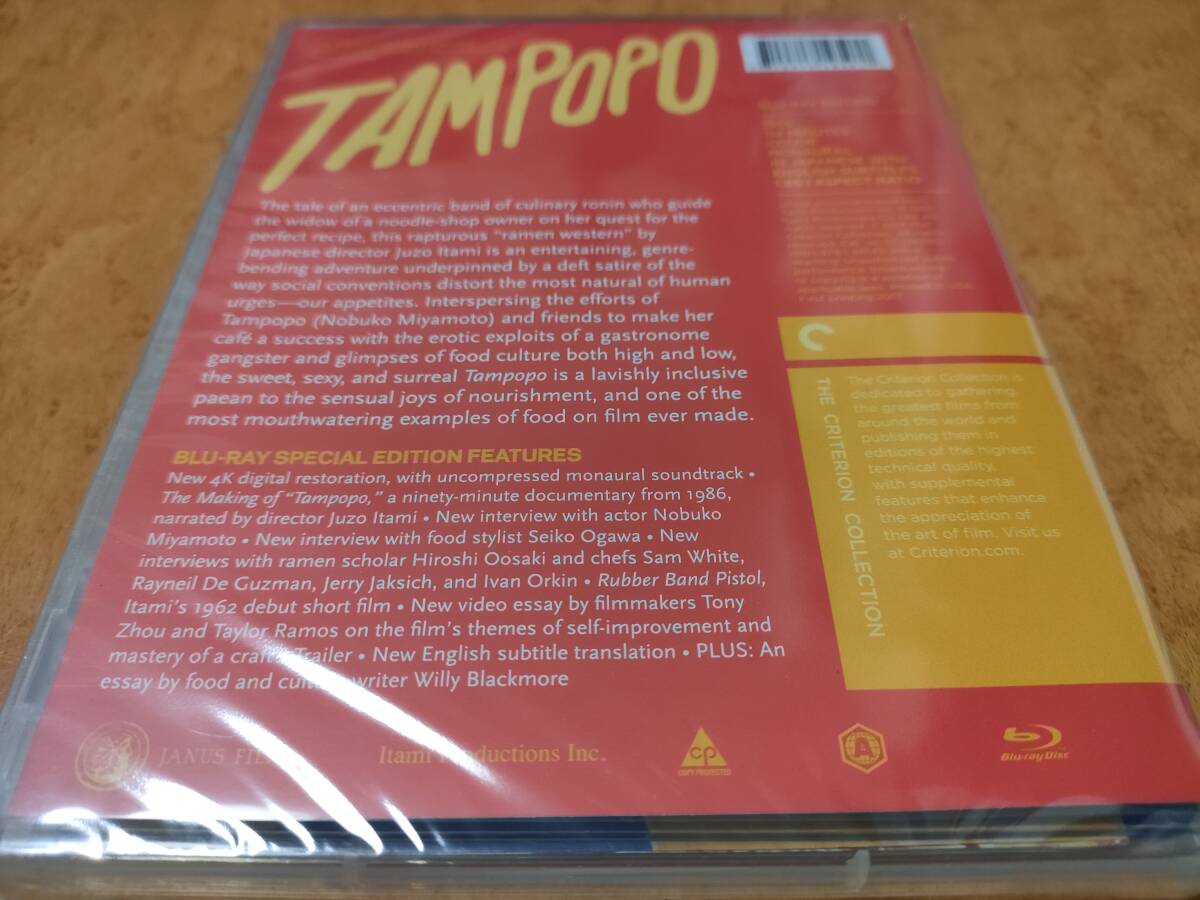 TAMPOPO
The tale of an eccentric band of culinary ronin who guide
the widow of a noodle-shop owner on her quest for the
perfect recipe, this rapturous “ramen western” by
Japanese director Juzo Itami is an entertaining, genre-
bending adventure underpinned by a deft satire of the
way social conventions distort the most natural of human
urges—our appetites. Interspersing the efforts of
Tampopo (Nobuko Miyamoto) and friends to make her
café a success with the erotic exploits of a gastronome
gangster and glimpses of food culture both high and low,
the sweet, sexy, and surreal Tampopo is a lavishly inclusive
paean to the sensual joys of nourishment, and one of the
most mouthwatering examples of food on film ever made.
BLU-RAY SPECIAL EDITION FEATURES
New 4K digital restoration, with uncompressed monaural soundtrack •
The Making of “Tampopo,” a ninety-minute documentary from 1986,
narrated by director Juzo Itami • New interview with actor Nobuko
Miyamoto • New interview with food stylist Seiko Ogawa • New
interviews with ramen scholar Hiroshi Oosaki and chefs Sam White,
Rayneil De Guzman, Jerry Jaksich, and Ivan Orkin • Rubber Band Pistol,
Itami’s 1962 debut short film • New video essay by filmmakers Tony
Zhou and Taylor Ramos on the film’s themes of self-improvement and
mastery of a craft • Trailer • New English subtitle translation • PLUS: An
essay by food and culture writer Willy Blackmore
First printing 2017
THE CRITERION COLLECTION
The Criterion Collection is
dedicated to gathering
the greatest films from
around the world and
publishing them in
editions of the highest
technical quality,
with supplemental
features that enhance
the appreciation of
the art of film. Visit us
at Criterion.com.
JANUS FILMS
Itami Productions Inc.
cp
COPY PROTECTED
A
Blu-ray Disc